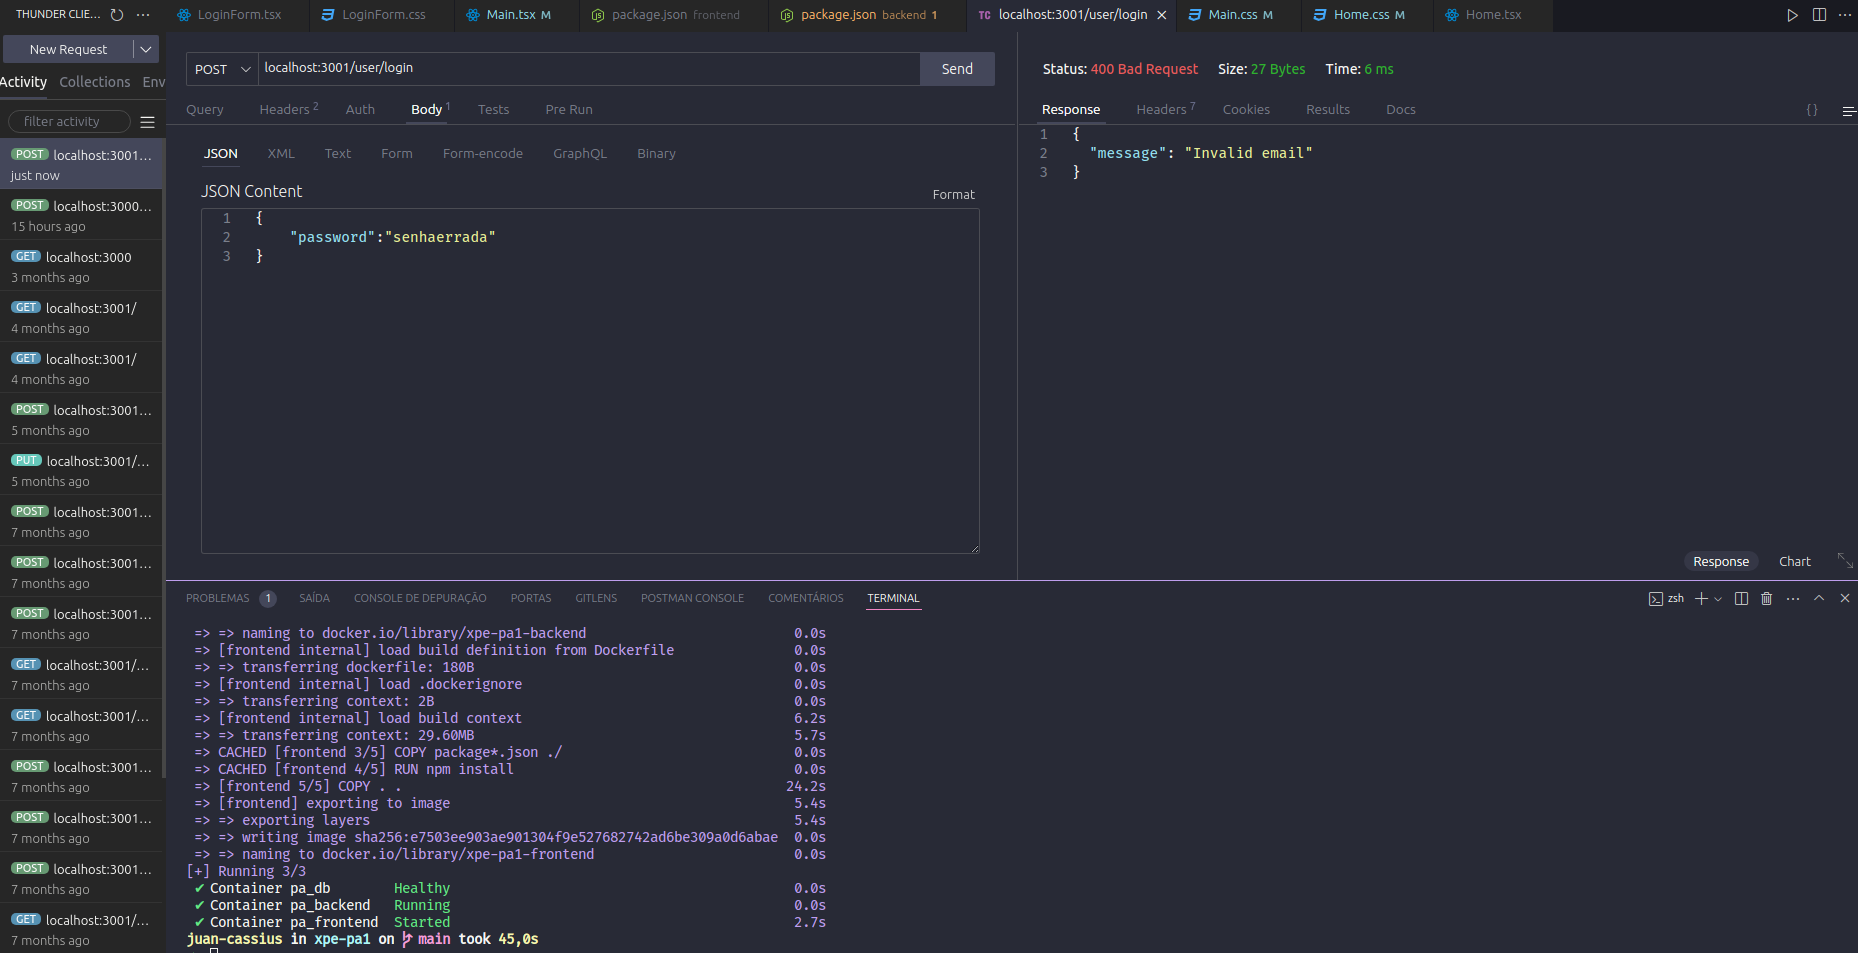 THUNDER CLIE...
LoginForm.tsx
LoginForm.css
Main.tsx M
package.json frontend
package.json backend 1
TC localhost:3001/user/login
Main.css M
Home.css M
Home.tsx
New Request
Activity Collections Env
filter activity
POST localhost:3001...
just now
POST localhost:3000...
15 hours ago
GET localhost:3000
3 months ago
GET localhost:3001/
4 months ago
GET localhost:3001/
4 months ago
POST localhost:3001...
5 months ago
PUT localhost:3001/...
5 months ago
POST localhost:3001...
7 months ago
POST localhost:3001...
7 months ago
POST localhost:3001...
7 months ago
GET localhost:3001/...
7 months ago
GET localhost:3001/...
7 months ago
POST localhost:3001...
7 months ago
POST localhost:3001...
7 months ago
POST localhost:3001...
7 months ago
GET localhost:3001/...
7 months ago
POST localhost:3001/user/login Send
Query Headers 2 Auth Body 1 Tests Pre Run
JSON XML Text Form Form-encode GraphQL Binary
JSON Content
Format
1 {
2 "password":"senhaerrada"
3 }
Status: 400 Bad Request Size: 27 Bytes Time: 6 ms
Response Headers 7 Cookies Results Docs {}
1 {
2 "message": "Invalid email"
3 }
Response Chart
PROBLEMAS 1 SAÍDA CONSOLE DE DEPURAÇÃO PORTAS GITLENS POSTMAN CONSOLE COMENTÁRIOS TERMINAL zsh
=> => naming to docker.io/library/xpe-pa1-backend 0.0s
=> [frontend internal] load build definition from Dockerfile 0.0s
=> => transferring dockerfile: 180B 0.0s
=> [frontend internal] load .dockerignore 0.0s
=> => transferring context: 2B 0.0s
=> [frontend internal] load build context 6.2s
=> => transferring context: 29.60MB 5.7s
=> CACHED [frontend 3/5] COPY package*.json ./ 0.0s
=> CACHED [frontend 4/5] RUN npm install 0.0s
=> [frontend 5/5] COPY . . 24.2s
=> [frontend] exporting to image 5.4s
=> => exporting layers 5.4s
=> => writing image sha256:e7503ee903ae901304f9e527682742ad6be309a0d6abae 0.0s
=> => naming to docker.io/library/xpe-pa1-frontend 0.0s
[+] Running 3/3
✔ Container pa_db Healthy 0.0s
✔ Container pa_backend Running 0.0s
✔ Container pa_frontend Started 2.7s
juan-cassius in xpe-pa1 on main took 45,0s